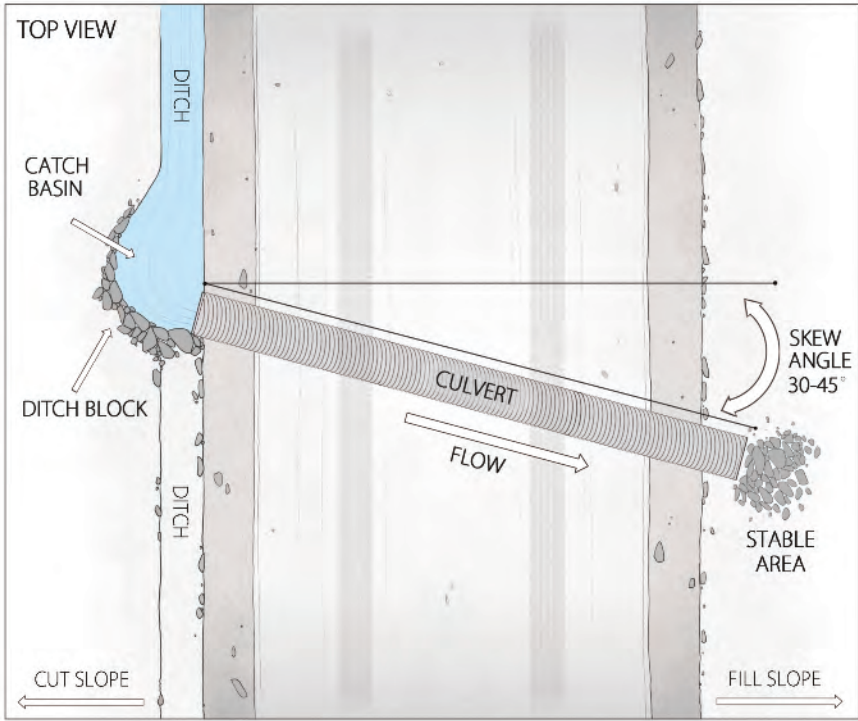 TOP VIEW
DITCH
CATCH
BASIN
SKEW
ANGLE
30-45°
CULVERT
DITCH BLOCK
FLOW
DITCH
STABLE
AREA
CUT SLOPE
FILL SLOPE